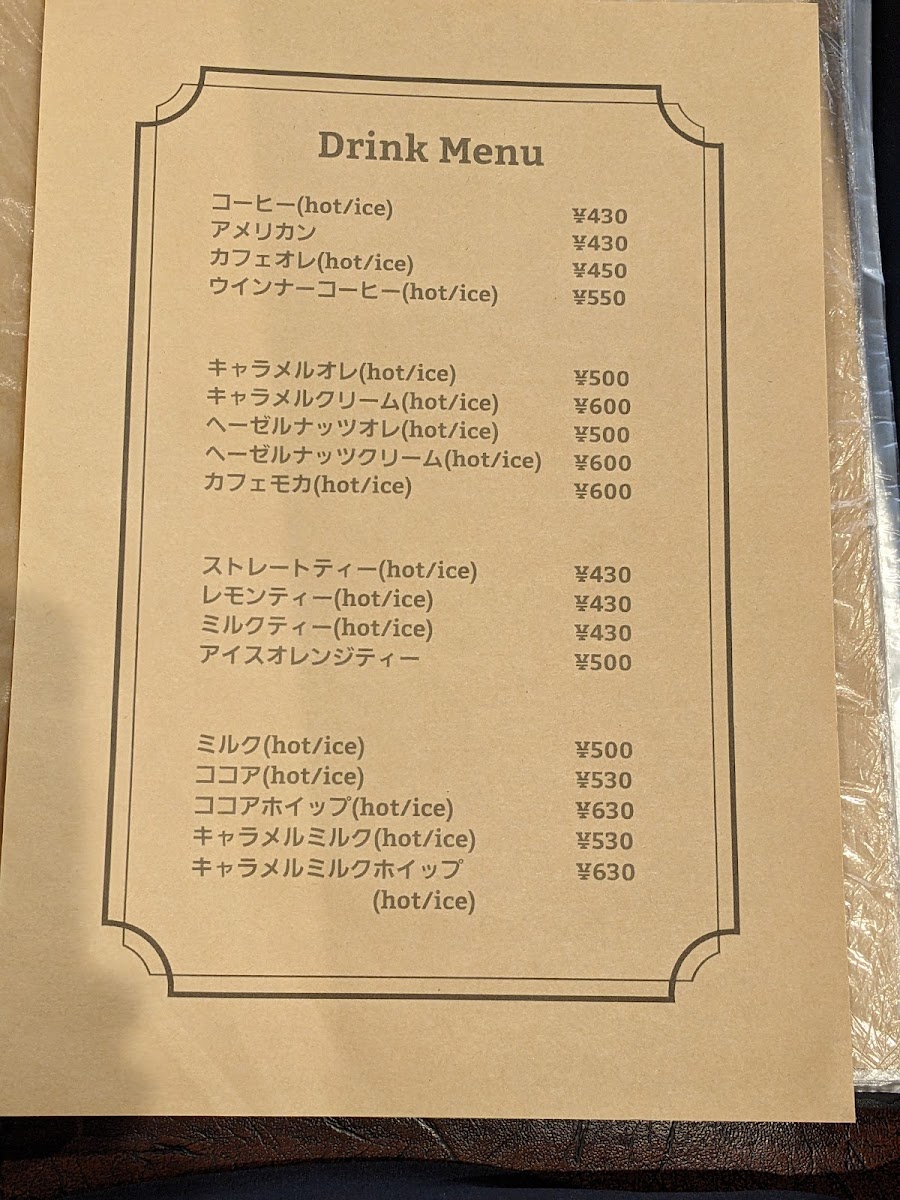 Drink Menu
コーヒー(hot/ice) ¥430
アメリカン ¥430
カフェオレ(hot/ice) ¥450
ウインナーコーヒー(hot/ice) ¥550
キャラメルオレ(hot/ice) ¥500
キャラメルクリーム(hot/ice) ¥600
ヘーゼルナッツオレ(hot/ice) ¥500
ヘーゼルナッツクリーム(hot/ice) ¥600
カフェモカ(hot/ice) ¥600
ストレートティー(hot/ice) ¥430
レモンティー(hot/ice) ¥430
ミルクティー(hot/ice) ¥430
アイスオレンジティー ¥500
ミルク(hot/ice) ¥500
ココア(hot/ice) ¥530
ココアホイップ(hot/ice) ¥630
キャラメルミルク(hot/ice) ¥530
キャラメルミルクホイップ ¥630
(hot/ice)